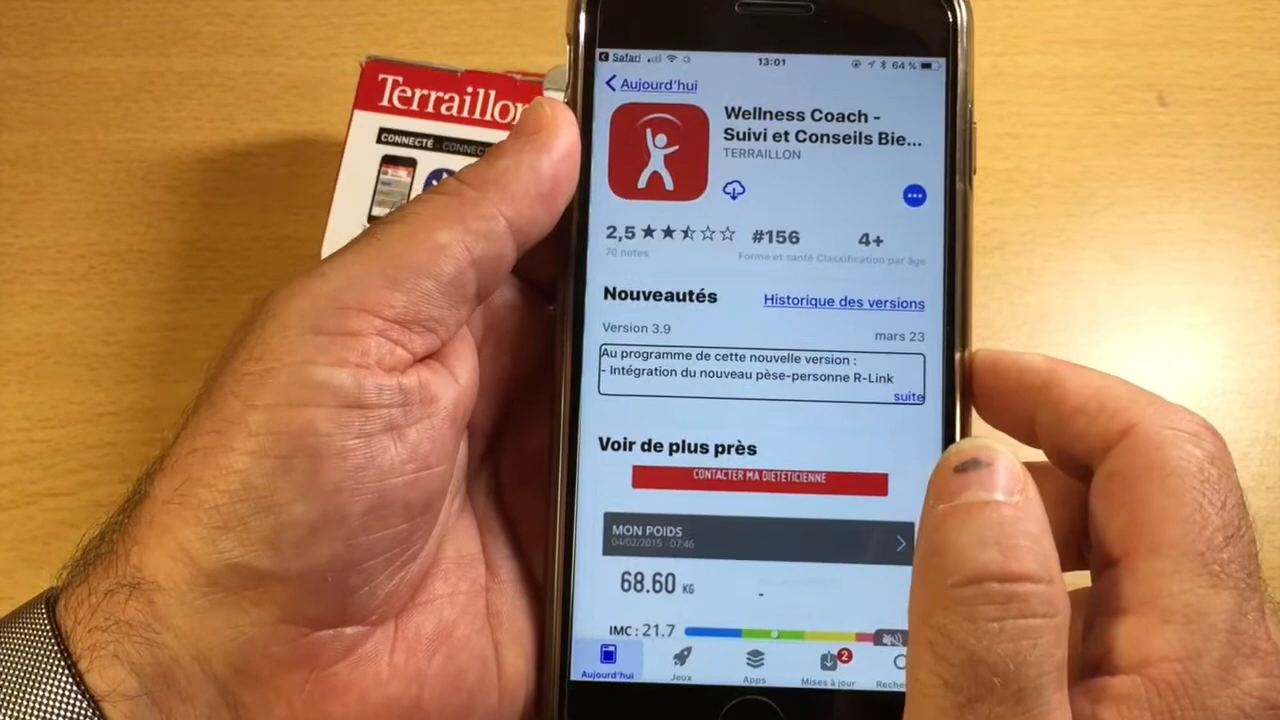 Terraillon
CONNECTÉ - CONNEC
Safari
13:01
64 %
Aujourd'hui
Wellness Coach -
Suivi et Conseils Bie...
TERRAILLON
2,5
#156
4+
70 notes
Forme et santé
Classification par âge
Nouveautés
Historique des versions
Version 3.9
mars 23
Au programme de cette nouvelle version :
- Intégration du nouveau pèse-personne R-Link
suite
Voir de plus près
CONTACTER MA DIETETICIENNE
MON POIDS
04/02/2015 - 07:46
68.60 KG
-
IMC : 21.7
2
Aujourd'hui
Jeux
Apps
Mises à jour
Recher